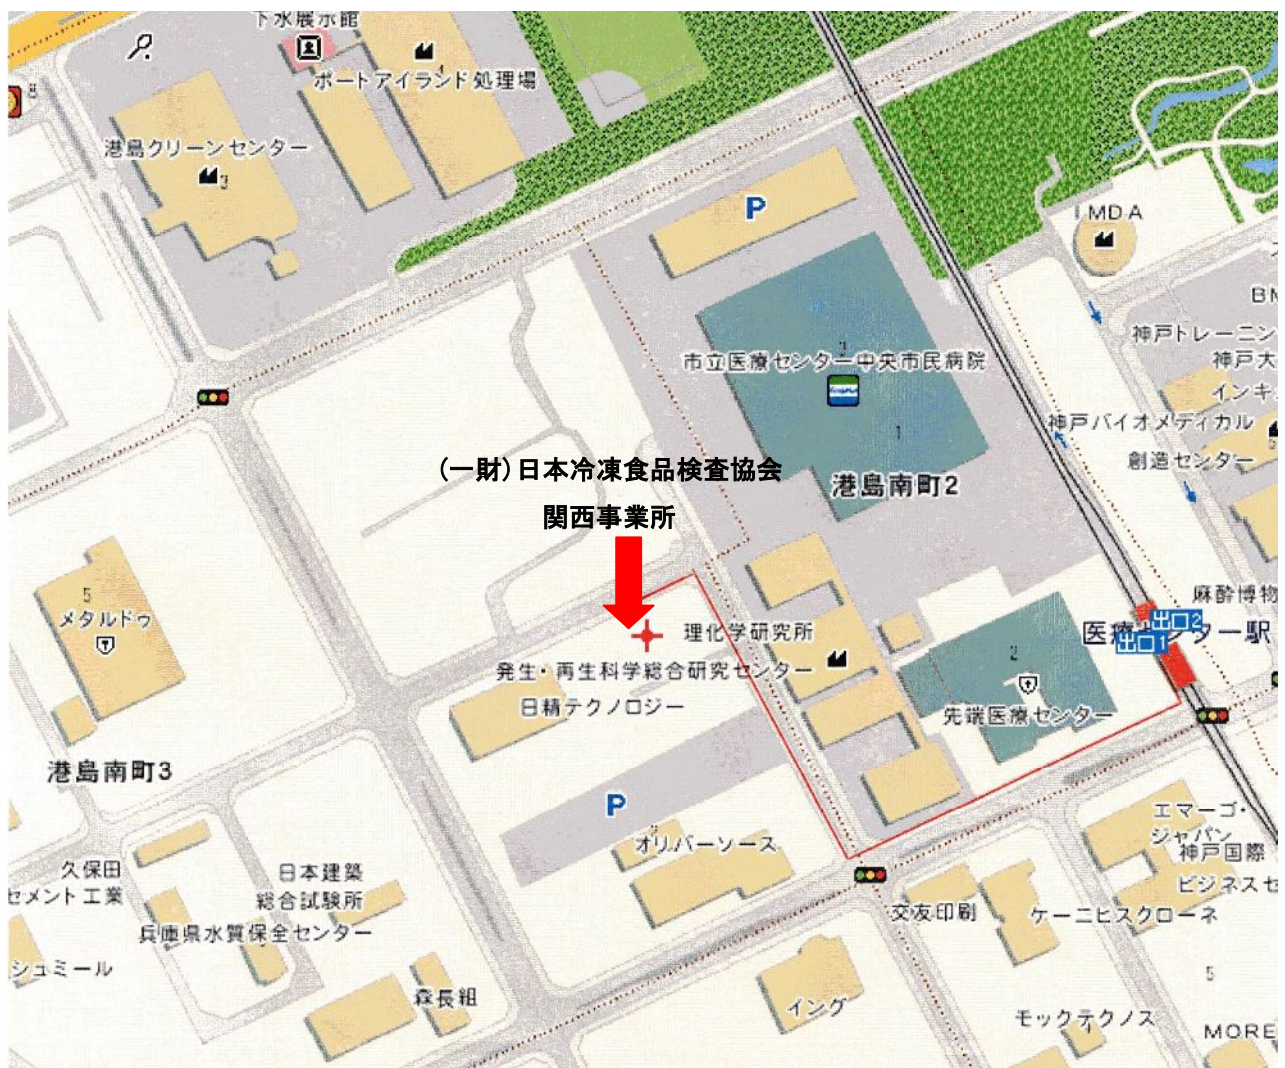 下水展示館
ポートアイランド処理場
8
港島クリーンセンター
3
P
IMDA
神戸トレーニン
神戸大
インキ
市立医療センター中央市民病院
3
1
神戸バイオメディカル
創造センター
(一財)日本冷凍食品検査協会
関西事業所
港島南町2
5
メタルドゥ
麻酔博物
出口2
出口1
医療センター駅
理化学研究所
発生・再生科学総合研究センター
日精テクノロジー
2
先端医療センター
港島南町3
P
オリバーソース
エマーゴ・
ジャパン
神戸国際
ビジネスセ
久保田
セメント工業
日本建築
総合試験所
兵庫県水質保全センター
交友印刷
ケーニヒスクローネ
シュミール
森長組
イング
5
モックテクノス
MORE